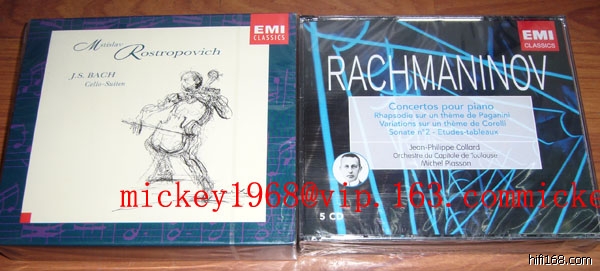 EMI
CLASSICS
Mstislav
Rostropovich
J.S. BACH
Cello-Suiten
EMI
CLASSICS
RACHMANINOV
Concertos pour piano
Rhapsodie sur un thème de Paganini
Variations sur un thème de Corelli
Sonate n°2 - Etudes-tableaux
Jean-Philippe Collard
Orchestre du Capitole de Toulouse
Michel Plasson
5 CD
mickey1968@vip.163.commicke
hifi168.com